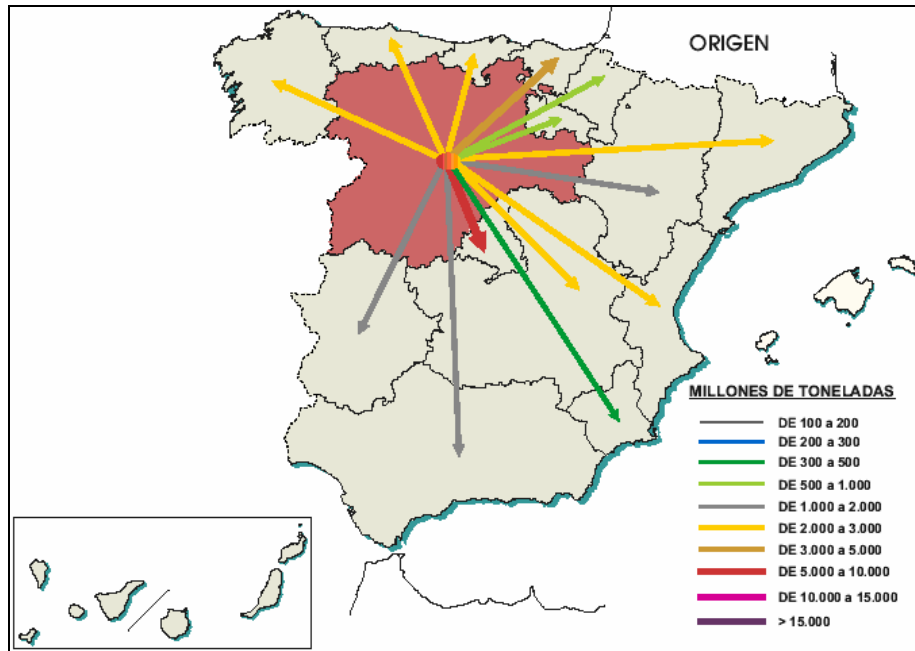 ORIGEN
MILLONES DE TONELADAS
DE 100 a 200
DE 200 a 300
DE 300 a 500
DE 500 a 1.000
DE 1.000 a 2.000
DE 2.000 a 3.000
DE 3.000 a 5.000
DE 5.000 a 10.000
DE 10.000 a 15.000
> 15.000